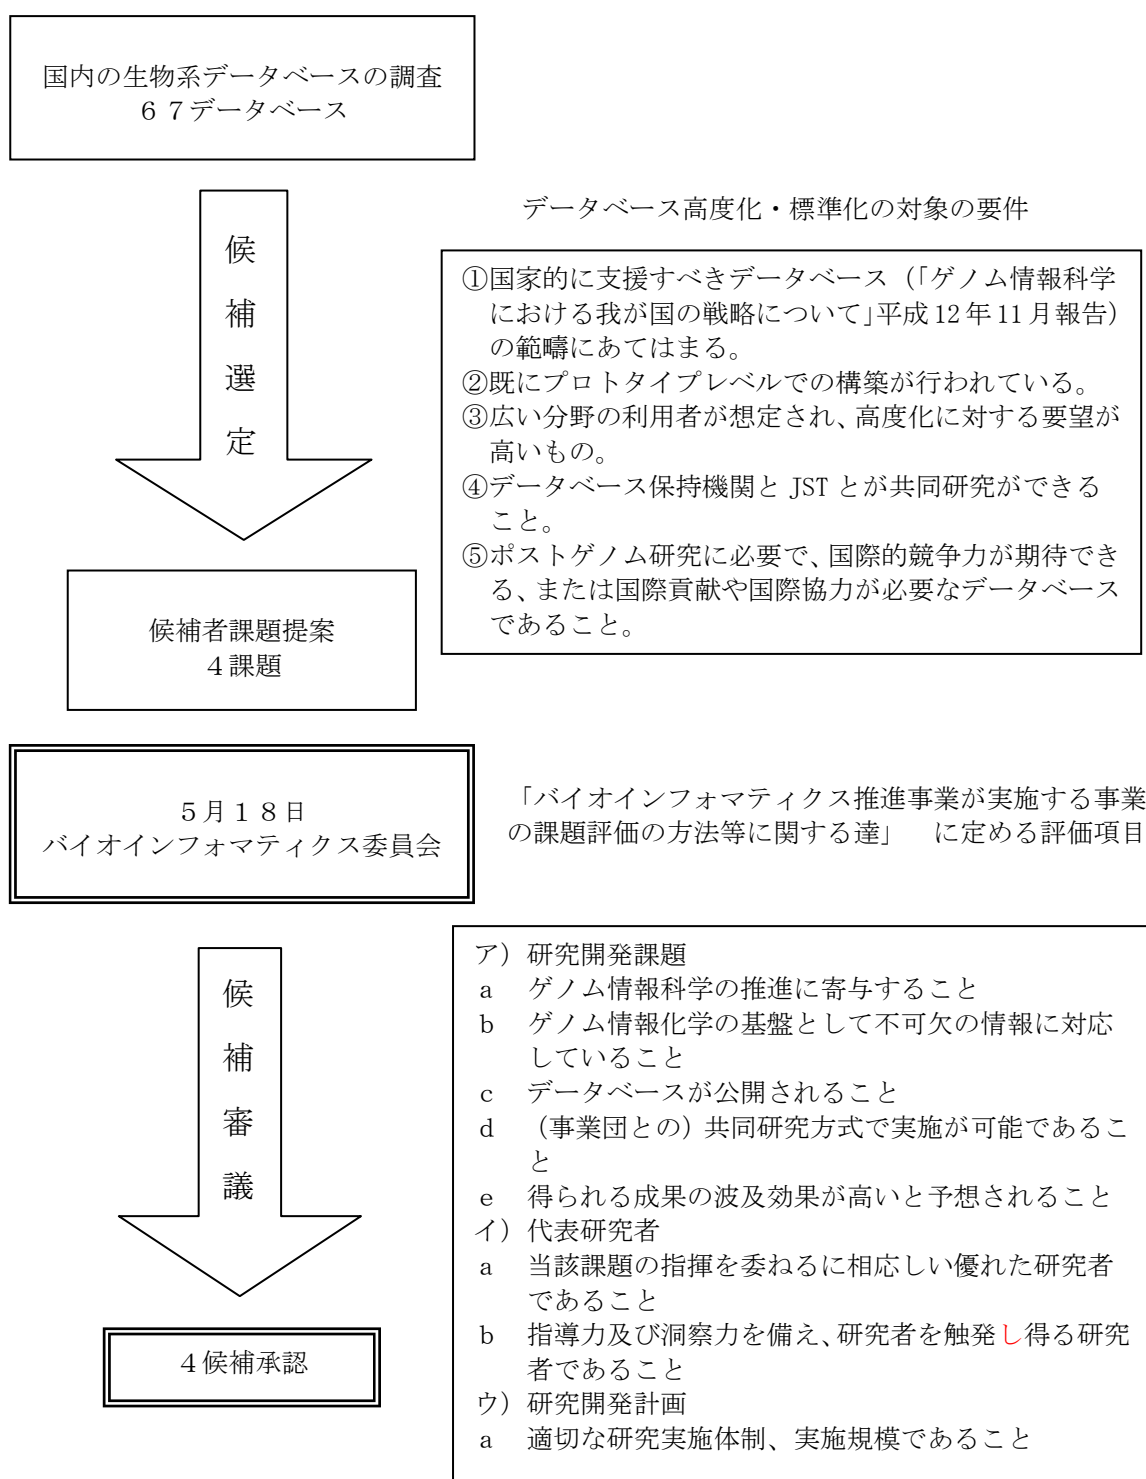 国内の生物系データベースの調査
６７データベース
候
補
選
定
データベース高度化・標準化の対象の要件
①国家的に支援すべきデータベース（「ゲノム情報科学
における我が国の戦略について」平成 12 年 11 月報告）
の範疇にあてはまる。
②既にプロトタイプレベルでの構築が行われている。
③広い分野の利用者が想定され、高度化に対する要望が
高いもの。
④データベース保持機関と JST とが共同研究ができる
こと。
⑤ポストゲノム研究に必要で、国際的競争力が期待でき
る、または国際貢献や国際協力が必要なデータベース
であること。
候補者課題提案
４課題
５月１８日
バイオインフォマティクス委員会
「バイオインフォマティクス推進事業が実施する事業
の課題評価の方法等に関する達」　に定める評価項目
候
補
審
議
ア）研究開発課題
a　ゲノム情報科学の推進に寄与すること
b　ゲノム情報化学の基盤として不可欠の情報に対応
していること
c　データベースが公開されること
d　（事業団との）共同研究方式で実施が可能であるこ
と
e　得られる成果の波及効果が高いと予想されること
イ）代表研究者
a　当該課題の指揮を委ねるに相応しい優れた研究者
であること
b　指導力及び洞察力を備え、研究者を触発し得る研究
者であること
ウ）研究開発計画
a　適切な研究実施体制、実施規模であること
４候補承認